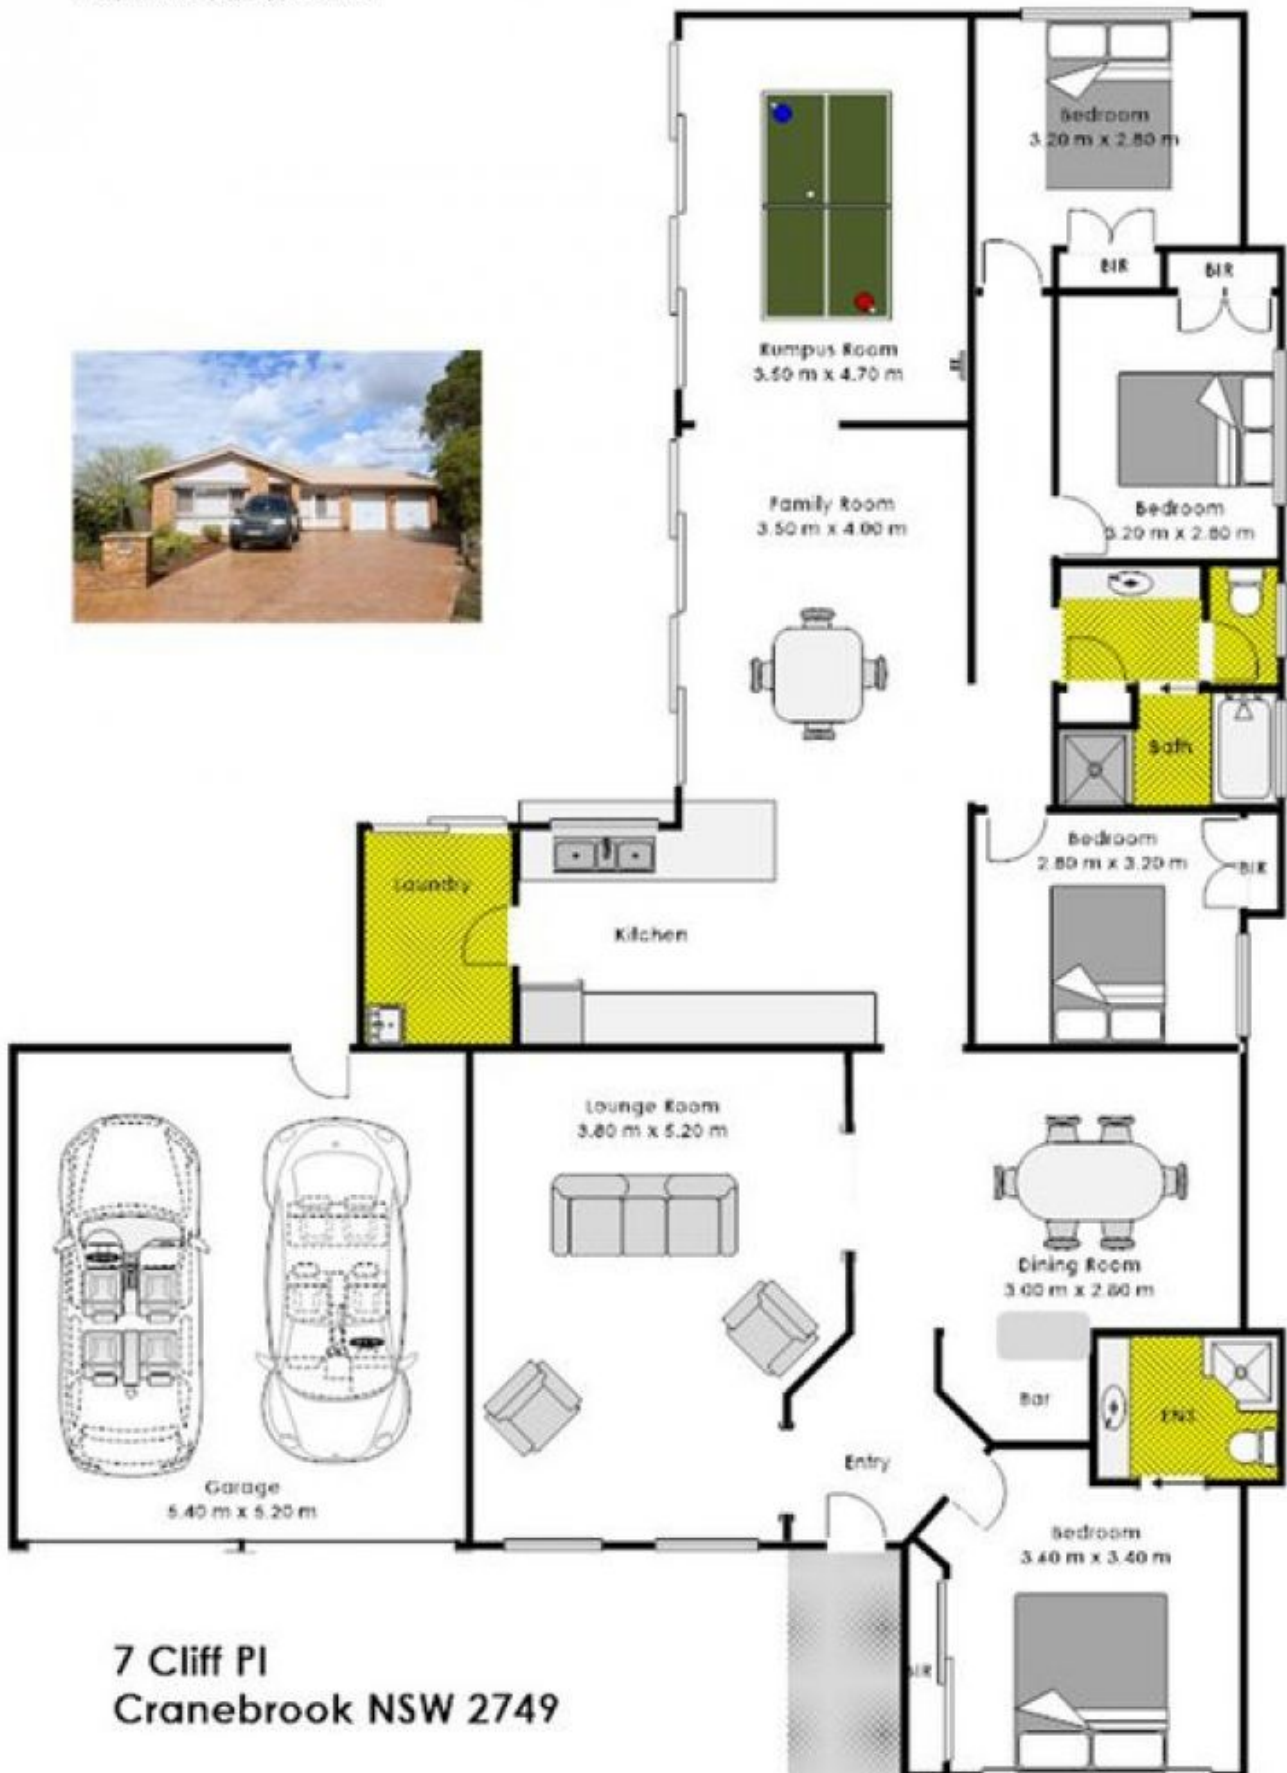 Bedroom
3.20 m x 2.80 m
BIR
BIR
Rumpus Room
3.50 m x 4.70 m
Family Room
3.50 m x 4.00 m
Bedroom
3.20 m x 2.80 m
Bath
Bedroom
2.80 m x 3.20 m
BIR
Laundry
Kitchen
Lounge Room
3.80 m x 5.20 m
Dining Room
3.00 m x 2.80 m
Bar
ENS
Entry
Garage
5.40 m x 5.20 m
Bedroom
3.60 m x 3.40 m
BIR
7 Cliff Pl
Cranebrook NSW 2749